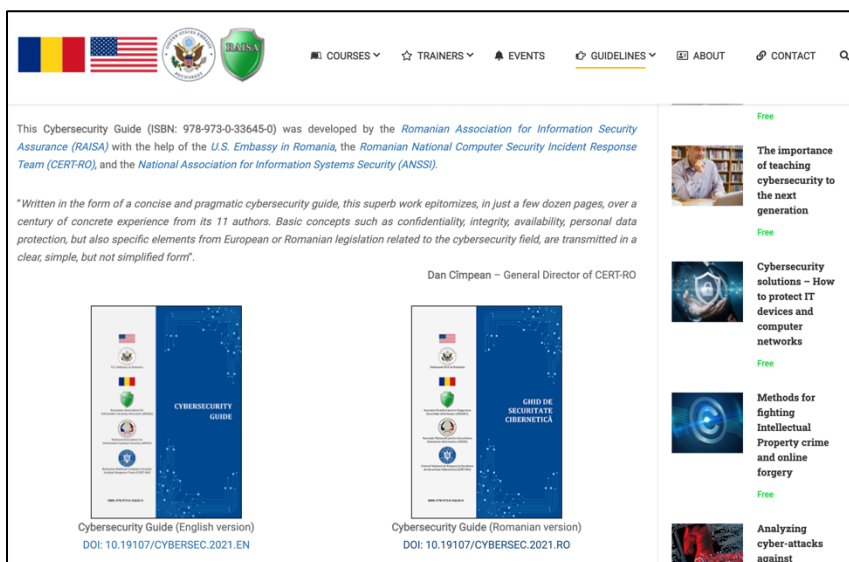 RAISA
COURSES
TRAINERS
EVENTS
GUIDELINES
ABOUT
CONTACT
This Cybersecurity Guide (ISBN: 978-973-0-33645-0) was developed by the Romanian Association for Information Security
Assurance (RAISA) with the help of the U.S. Embassy in Romania, the Romanian National Computer Security Incident Response
Team (CERT-RO), and the National Association for Information Systems Security (ANSSI).
"Written in the form of a concise and pragmatic cybersecurity guide, this superb work epitomizes, in just a few dozen pages, over a
century of concrete experience from its 11 authors. Basic concepts such as confidentiality, integrity, availability, personal data
protection, but also specific elements from European or Romanian legislation related to the cybersecurity field, are transmitted in a
clear, simple, but not simplified form".
Dan Cîmpean – General Director of CERT-RO
CYBERSECURITY
GUIDE
Cybersecurity Guide (English version)
DOI: 10.19107/CYBERSEC.2021.EN
GHID DE
SECURITATE
CIBERNETICĂ
Cybersecurity Guide (Romanian version)
DOI: 10.19107/CYBERSEC.2021.RO
Free
The importance
of teaching
cybersecurity to
the next
generation
Free
Cybersecurity
solutions – How
to protect IT
devices and
computer
networks
Free
Methods for
fighting
Intellectual
Property crime
and online
forgery
Free
Analyzing
cyber-attacks
against